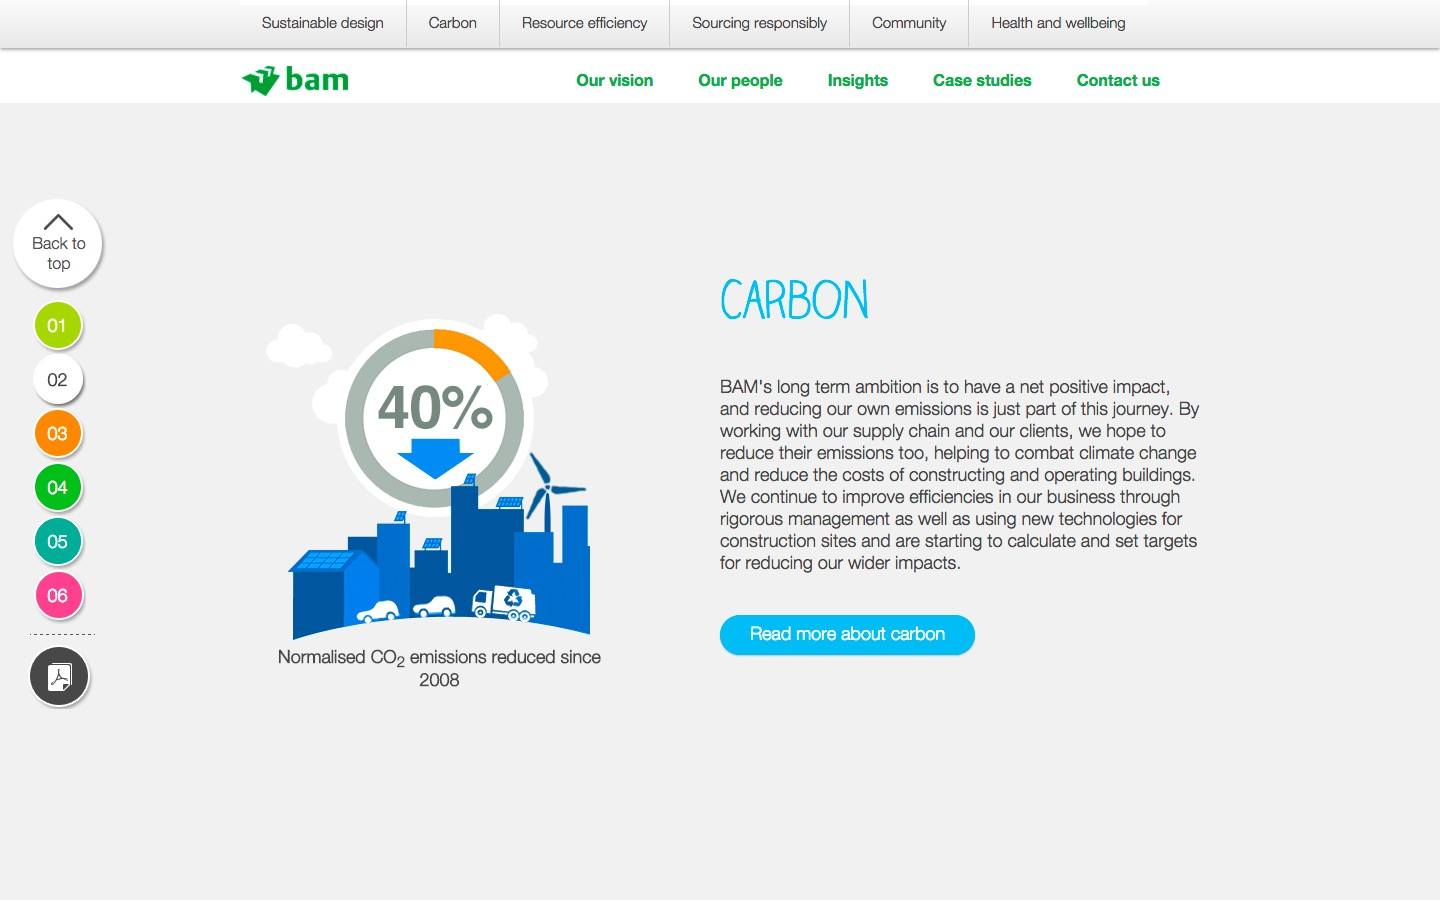 Sustainable design
Carbon
Resource efficiency
Sourcing responsibly
Community
Health and wellbeing
bam
Our vision
Our people
Insights
Case studies
Contact us
Back to
top
01
02
03
04
05
06
40%
Normalised CO2 emissions reduced since
2008
CARBON
BAM's long term ambition is to have a net positive impact,
and reducing our own emissions is just part of this journey. By
working with our supply chain and our clients, we hope to
reduce their emissions too, helping to combat climate change
and reduce the costs of constructing and operating buildings.
We continue to improve efficiencies in our business through
rigorous management as well as using new technologies for
construction sites and are starting to calculate and set targets
for reducing our wider impacts.
Read more about carbon